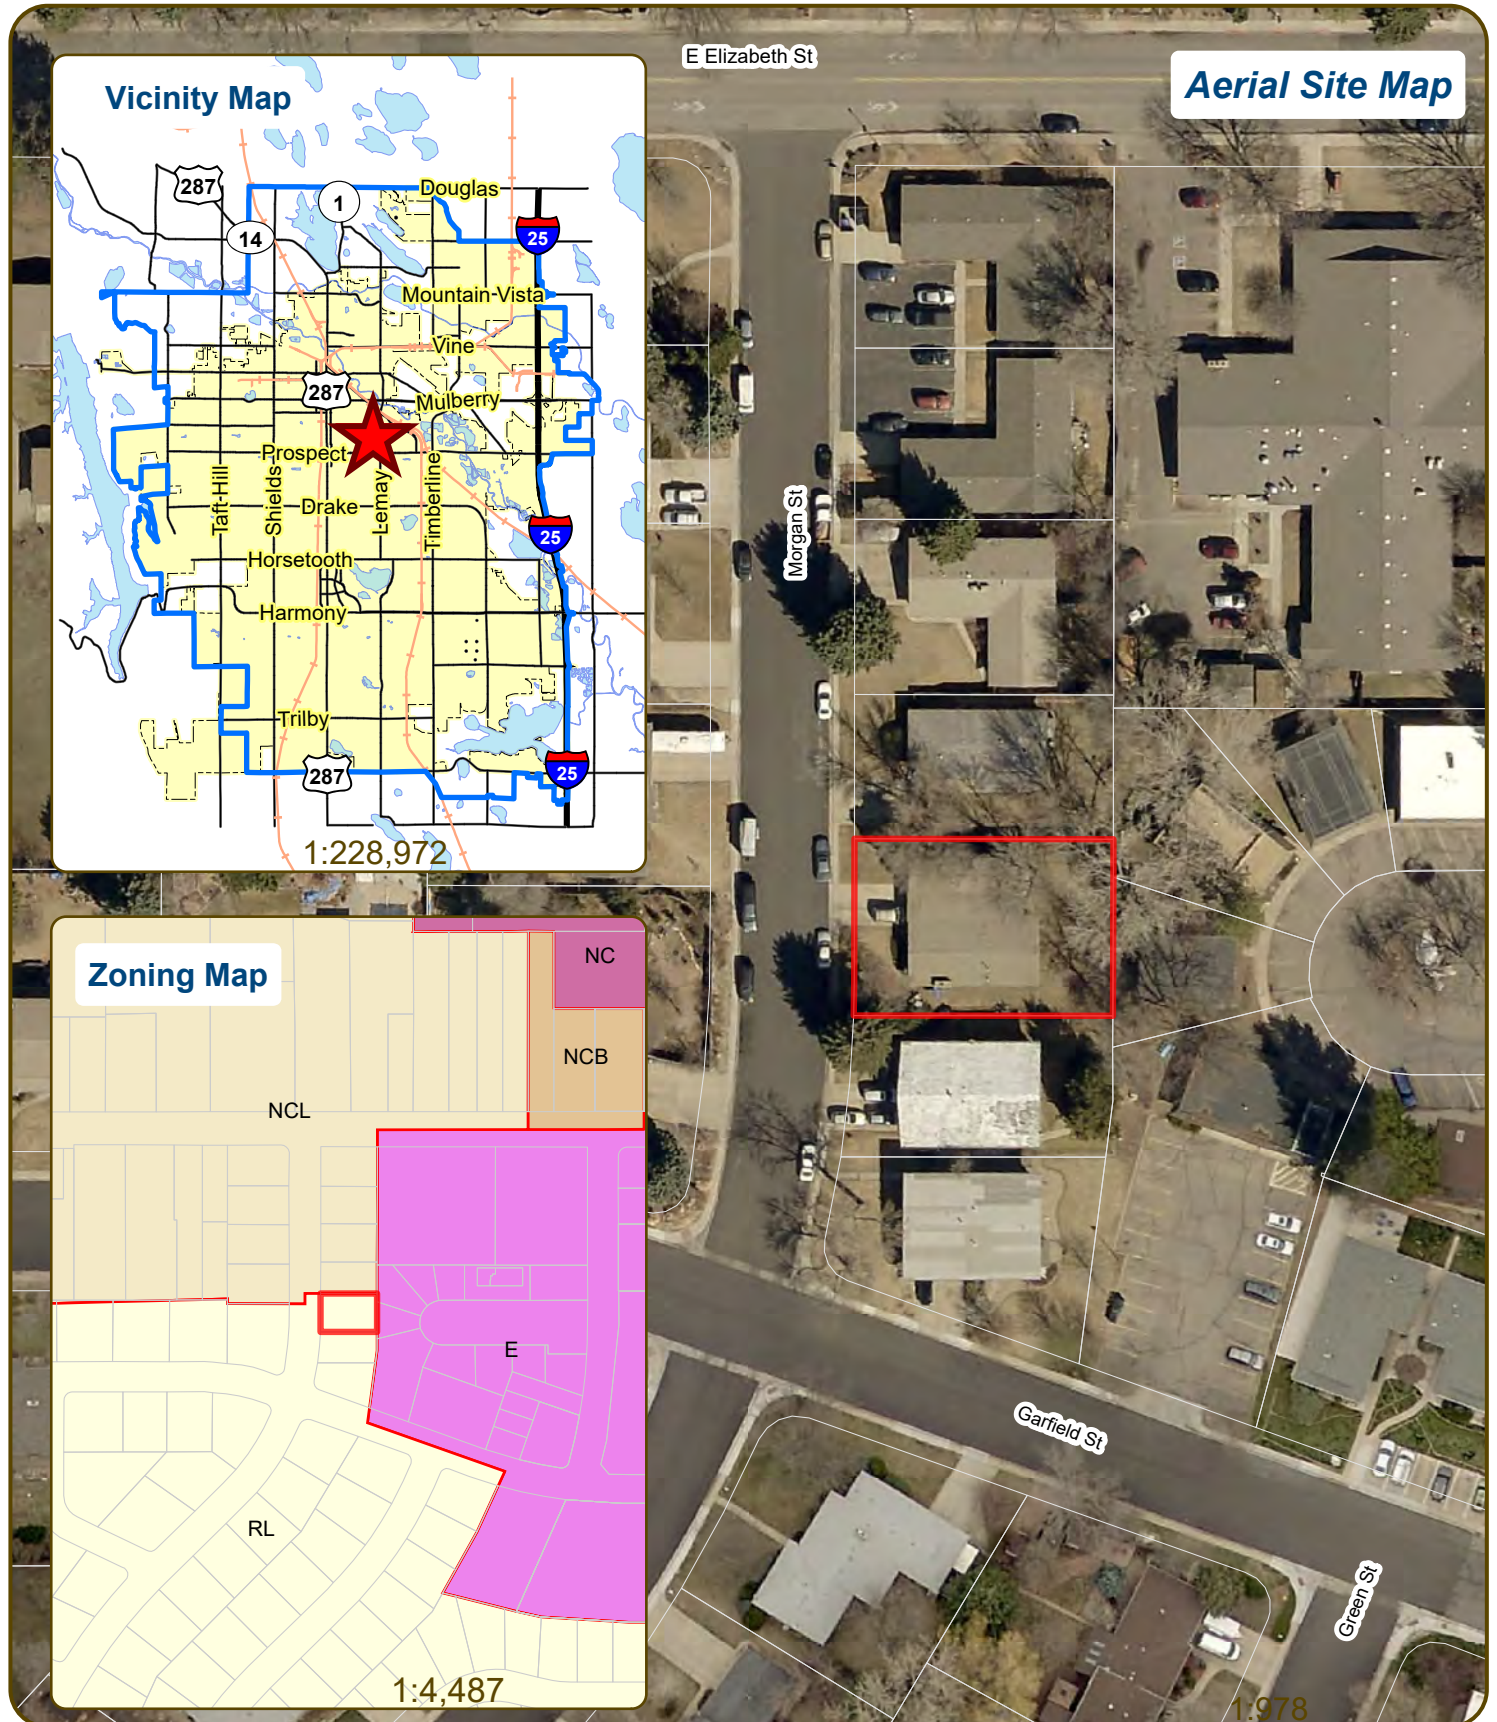 E Elizabeth St
Aerial Site Map
Vicinity Map
287
1
Douglas
14
25
Mountain-Vista
Vine
287
Mulberry
Prospect
Taft-Hill
Shields
Drake
Lemay
Timberline
25
Horsetooth
Harmony
Trilby
287
25
1:228,972
Morgan St
Zoning Map
NC
NCB
NCL
E
RL
1:4,487
Garfield St
Green St
1:978